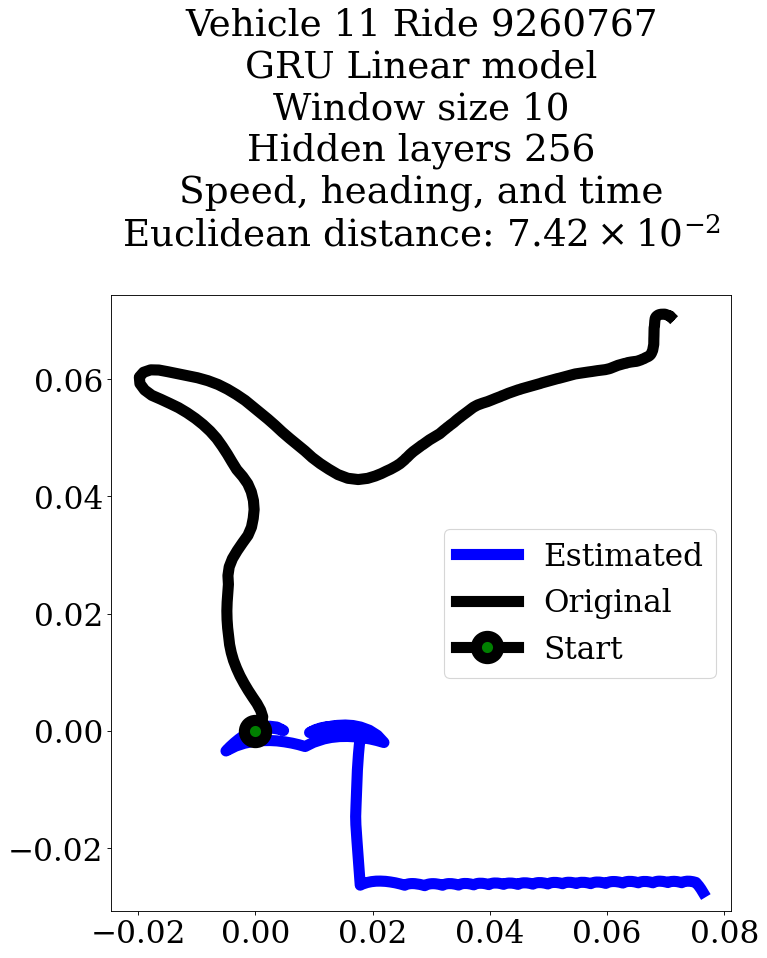 Vehicle 11 Ride 9260767
GRU Linear model
Window size 10
Hidden layers 256
Speed, heading, and time
Euclidean distance: 7.42 × 10⁻²
0.06
0.04
Estimated
Original
0.02
Start
0.00
−0.02
−0.02 0.00 0.02 0.04 0.06 0.08